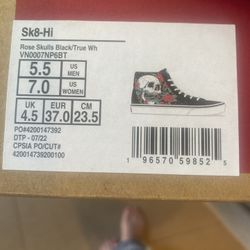 Sk8-Hi
Rose Skulls Black/True Wh
VN0007NP6BT
5.5 US MEN
7.0 US WOMEN
UK EUR CM
4.5 37.0 23.5
PO#4200147392
DTP - 07/22
CPSIA PO/CUT#
420014739200100
1 96570 59852 5